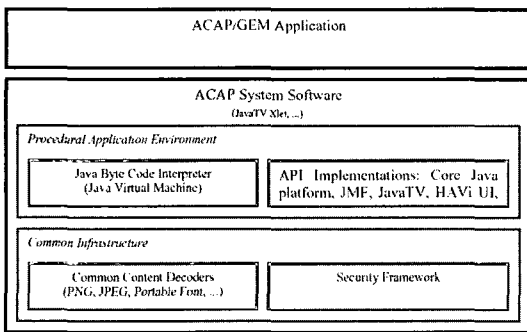 ACAP/GEM Application
ACAP System Software
(JavaTV Xlet, ...)
Procedural Application Environment
Java Byte Code Interpreter
(Java Virtual Machine)
API Implementations: Core Java
platform, JMF, JavaTV, HAVi UI,
Common Infrastructure
Common Content Decoders
(PNG, JPEG, Portable Font, ...)
Security Framework